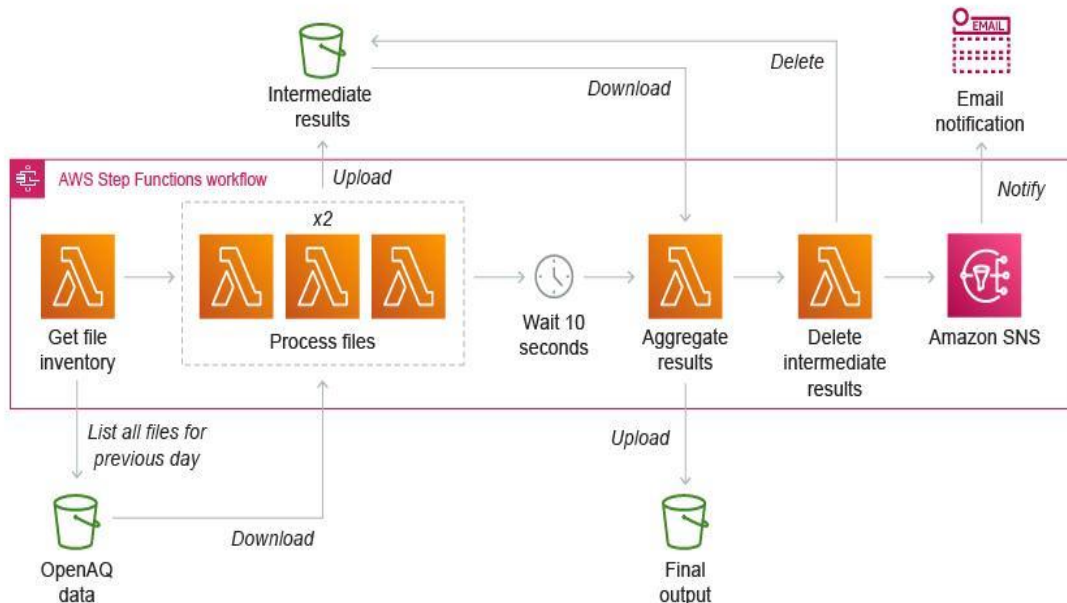 EMAIL
Delete
Intermediate
results
Download
Email
notification
AWS Step Functions workflow
Upload
Notify
x2
Get file
inventory
Process files
Wait 10
seconds
Aggregate
results
Delete
intermediate
results
Amazon SNS
List all files for
previous day
Upload
Download
OpenAQ
data
Final
output